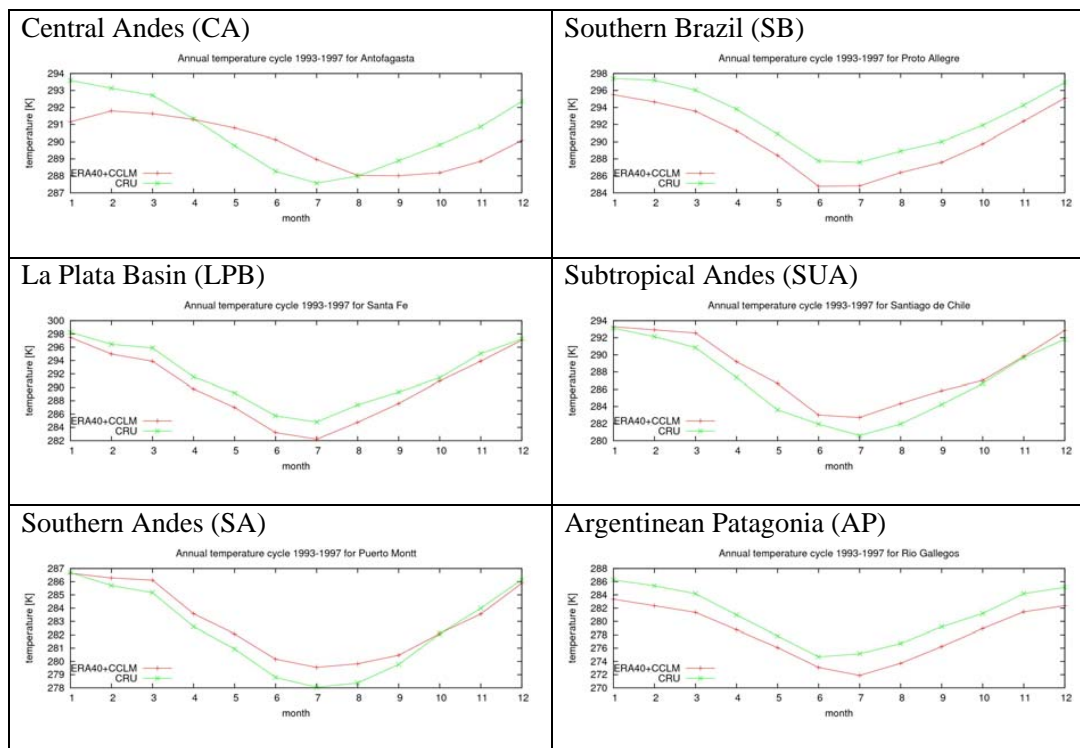 Central Andes (CA)
Annual temperature cycle 1993-1997 for Antofagasta
294
293
292
291
290
289
288
287
temperature [K]
ERA40+CCLM
CRU
1 2 3 4 5 6 7 8 9 10 11 12
month
Southern Brazil (SB)
Annual temperature cycle 1993-1997 for Proto Allegre
298
296
294
292
290
288
286
284
temperature [K]
ERA40+CCLM
CRU
1 2 3 4 5 6 7 8 9 10 11 12
month
La Plata Basin (LPB)
Annual temperature cycle 1993-1997 for Santa Fe
300
298
296
294
292
290
288
286
284
282
temperature [K]
ERA40+CCLM
CRU
1 2 3 4 5 6 7 8 9 10 11 12
month
Subtropical Andes (SUA)
Annual temperature cycle 1993-1997 for Santiago de Chile
294
292
290
288
286
284
282
280
temperature [K]
ERA40+CCLM
CRU
1 2 3 4 5 6 7 8 9 10 11 12
month
Southern Andes (SA)
Annual temperature cycle 1993-1997 for Puerto Montt
287
286
285
284
283
282
281
280
279
278
temperature [K]
ERA40+CCLM
CRU
1 2 3 4 5 6 7 8 9 10 11 12
month
Argentinean Patagonia (AP)
Annual temperature cycle 1993-1997 for Rio Gallegos
288
286
284
282
280
278
276
274
272
270
temperature [K]
ERA40+CCLM
CRU
1 2 3 4 5 6 7 8 9 10 11 12
month